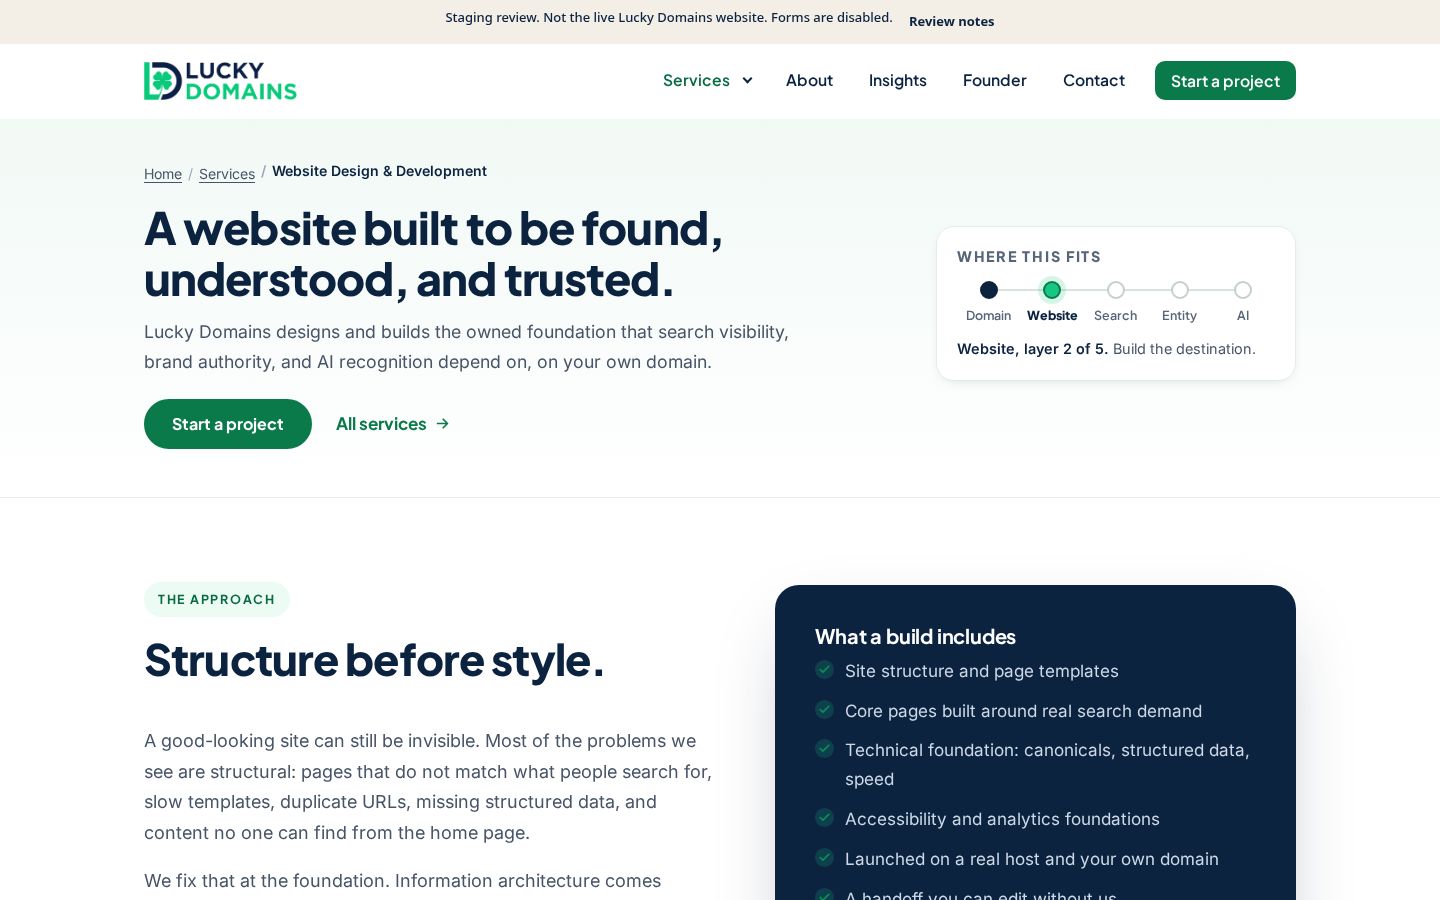 Staging review. Not the live Lucky Domains website. Forms are disabled. Review notes
LUCKY
DOMAINS
Services About Insights Founder Contact Start a project
Home / Services / Website Design & Development
A website built to be found,
understood, and trusted.
Lucky Domains designs and builds the owned foundation that search visibility,
brand authority, and AI recognition depend on, on your own domain.
Start a project All services →
WHERE THIS FITS
Domain Website Search Entity AI
Website, layer 2 of 5. Build the destination.
THE APPROACH
Structure before style.
A good-looking site can still be invisible. Most of the problems we
see are structural: pages that do not match what people search for,
slow templates, duplicate URLs, missing structured data, and
content no one can find from the home page.
We fix that at the foundation. Information architecture comes
What a build includes
Site structure and page templates
Core pages built around real search demand
Technical foundation: canonicals, structured data,
speed
Accessibility and analytics foundations
Launched on a real host and your own domain
A handoff you can edit without us